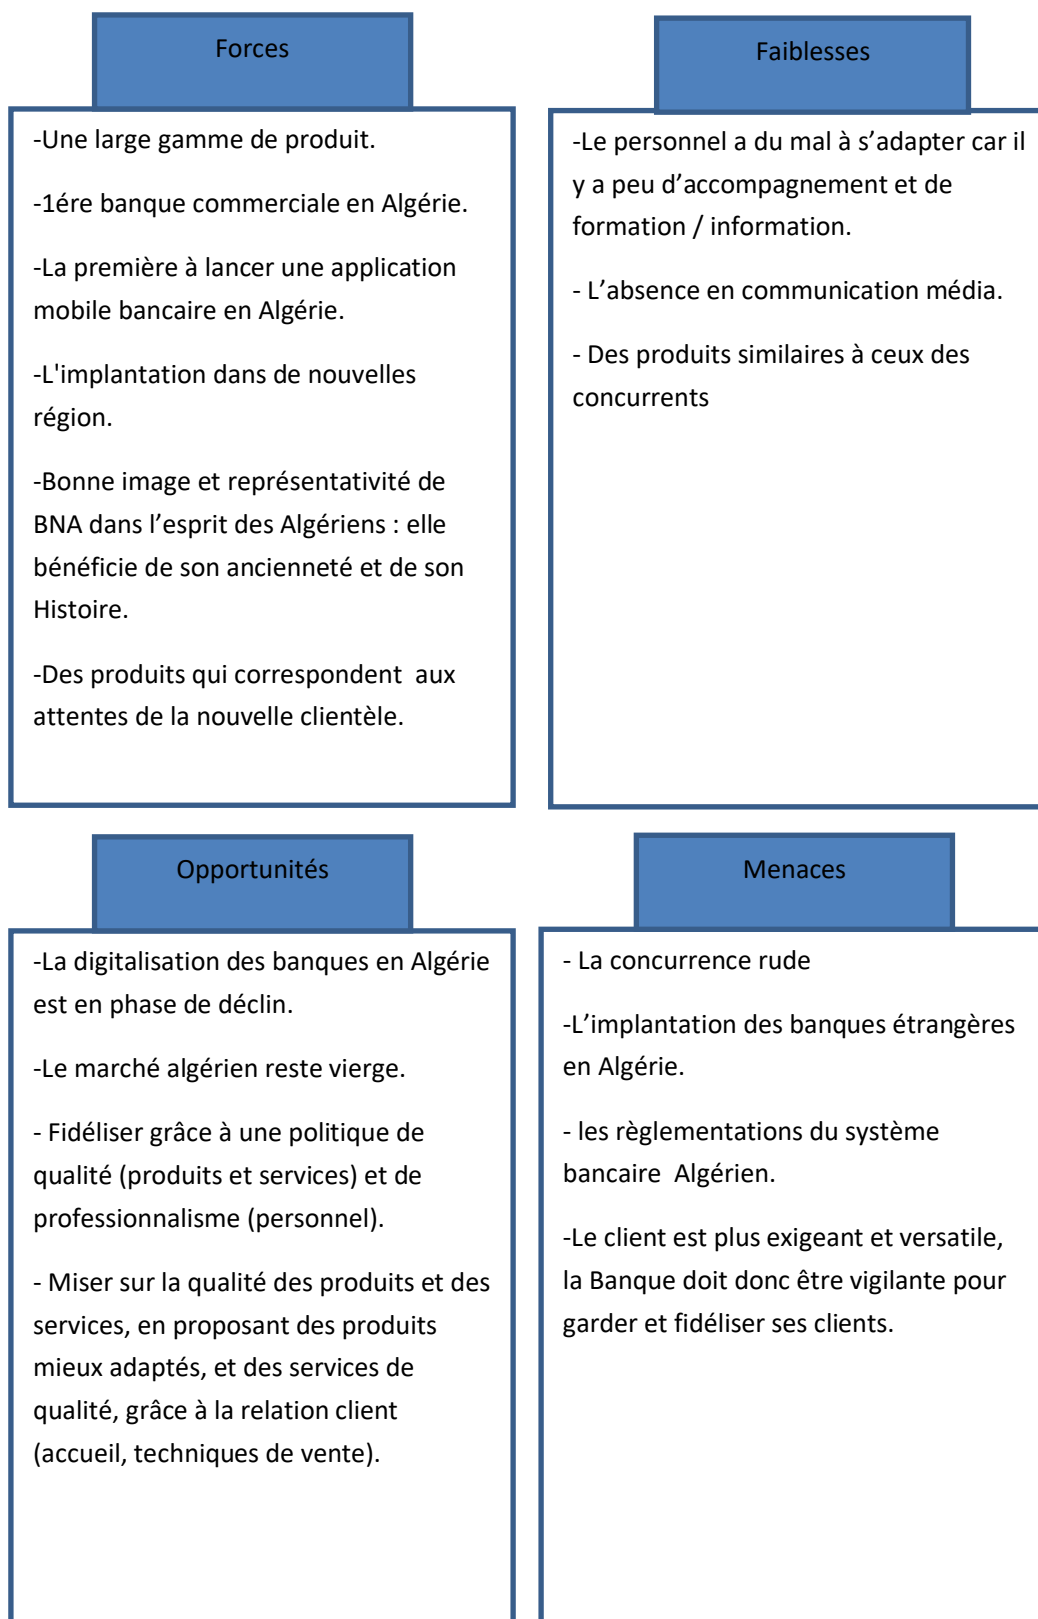 Forces
-Une large gamme de produit.
-1ére banque commerciale en Algérie.
-La première à lancer une application
mobile bancaire en Algérie.
-L'implantation dans de nouvelles
région.
-Bonne image et représentativité de
BNA dans l’esprit des Algériens : elle
bénéficie de son ancienneté et de son
Histoire.
-Des produits qui correspondent  aux
attentes de la nouvelle clientèle.
Faiblesses
-Le personnel a du mal à s’adapter car il
y a peu d’accompagnement et de
formation / information.
- L’absence en communication média.
- Des produits similaires à ceux des
concurrents
Opportunités
-La digitalisation des banques en Algérie
est en phase de déclin.
-Le marché algérien reste vierge.
- Fidéliser grâce à une politique de
qualité (produits et services) et de
professionnalisme (personnel).
- Miser sur la qualité des produits et des
services, en proposant des produits
mieux adaptés, et des services de
qualité, grâce à la relation client
(accueil, techniques de vente).
Menaces
- La concurrence rude
-L’implantation des banques étrangères
en Algérie.
- les règlementations du système
bancaire  Algérien.
-Le client est plus exigeant et versatile,
la Banque doit donc être vigilante pour
garder et fidéliser ses clients.